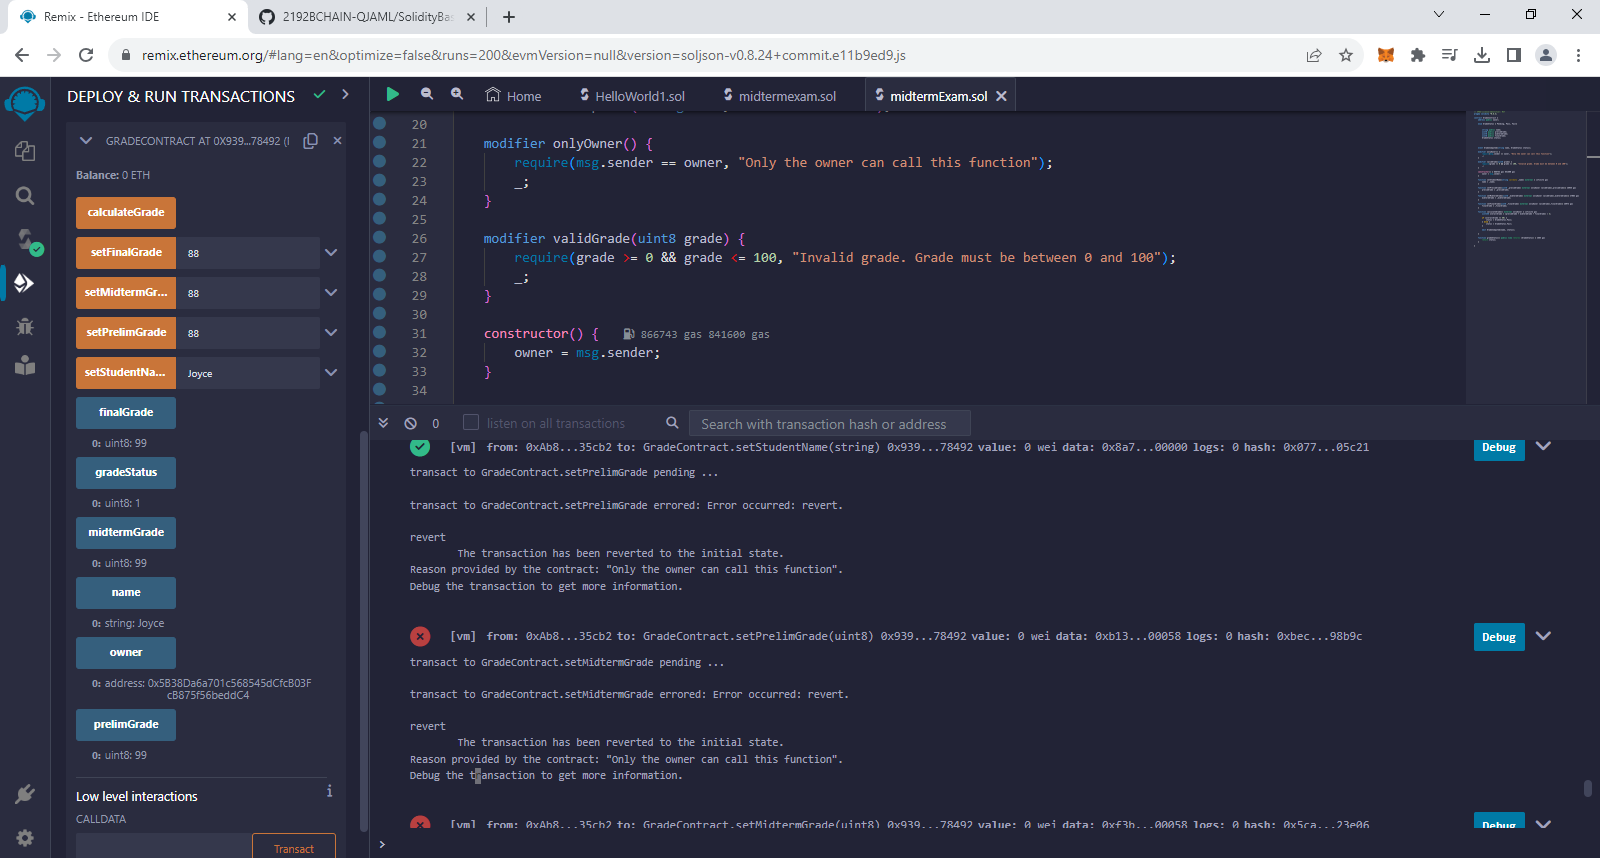 Remix - Ethereum IDE
2192BCHAIN-QJAML/SolidityBas
remix.ethereum.org/#lang=en&optimize=false&runs=200&evmVersion=null&version=soljson-v0.8.24+commit.e11b9ed9.js
DEPLOY & RUN TRANSACTIONS
GRADECONTRACT AT 0X939...78492 (
Balance: 0 ETH
calculateGrade
setFinalGrade 88
setMidtermGr... 88
setPrelimGrade 88
setStudentNa... Joyce
finalGrade
0: uint8: 99
gradeStatus
0: uint8: 1
midtermGrade
0: uint8: 99
name
0: string: Joyce
owner
0: address: 0x5B38Da6a701c568545dCfcB03F
cB875f56beddC4
prelimGrade
0: uint8: 99
Low level interactions
CALLDATA
Transact
Home HelloWorld1.sol midtermexam.sol midtermExam.sol
20
21 modifier onlyOwner() {
22 require(msg.sender == owner, "Only the owner can call this function");
23 _;
24 }
25
26 modifier validGrade(uint8 grade) {
27 require(grade >= 0 && grade <= 100, "Invalid grade. Grade must be between 0 and 100");
28 _;
29 }
30
31 constructor() { 866743 gas 841600 gas
32 owner = msg.sender;
33 }
34
0 listen on all transactions Search with transaction hash or address
[vm] from: 0xAb8...35cb2 to: GradeContract.setStudentName(string) 0x939...78492 value: 0 wei data: 0x8a7...00000 logs: 0 hash: 0x077...05c21 Debug
transact to GradeContract.setPrelimGrade pending ...
transact to GradeContract.setPrelimGrade errored: Error occurred: revert.
revert
The transaction has been reverted to the initial state.
Reason provided by the contract: "Only the owner can call this function".
Debug the transaction to get more information.
[vm] from: 0xAb8...35cb2 to: GradeContract.setPrelimGrade(uint8) 0x939...78492 value: 0 wei data: 0xb13...00058 logs: 0 hash: 0xbec...98b9c Debug
transact to GradeContract.setMidtermGrade pending ...
transact to GradeContract.setMidtermGrade errored: Error occurred: revert.
revert
The transaction has been reverted to the initial state.
Reason provided by the contract: "Only the owner can call this function".
Debug the transaction to get more information.
[vm] from: 0xAb8...35cb2 to: GradeContract.setMidtermGrade(uint8) 0x939...78492 value: 0 wei data: 0xf3b...00058 logs: 0 hash: 0x5ca...23e06 Debug